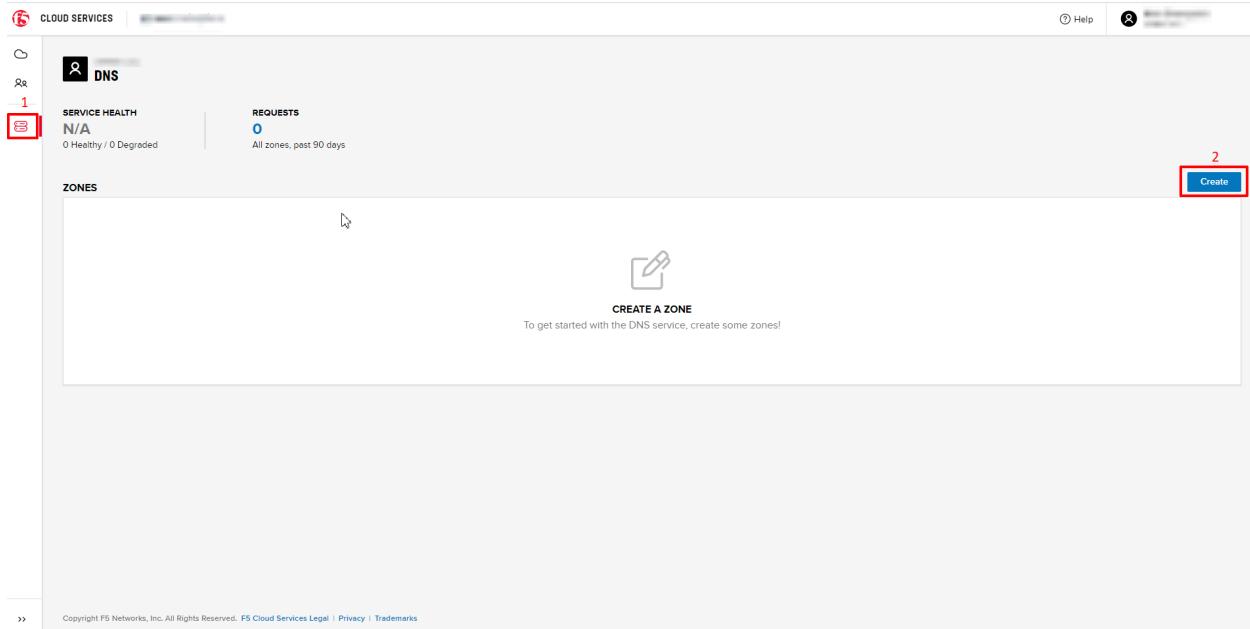 f5 CLOUD SERVICES
Help
DNS
1
SERVICE HEALTH
REQUESTS
N/A
0
0 Healthy / 0 Degraded
All zones, past 90 days
2
ZONES
Create
CREATE A ZONE
To get started with the DNS service, create some zones!
Copyright F5 Networks, Inc. All Rights Reserved. F5 Cloud Services Legal | Privacy | Trademarks